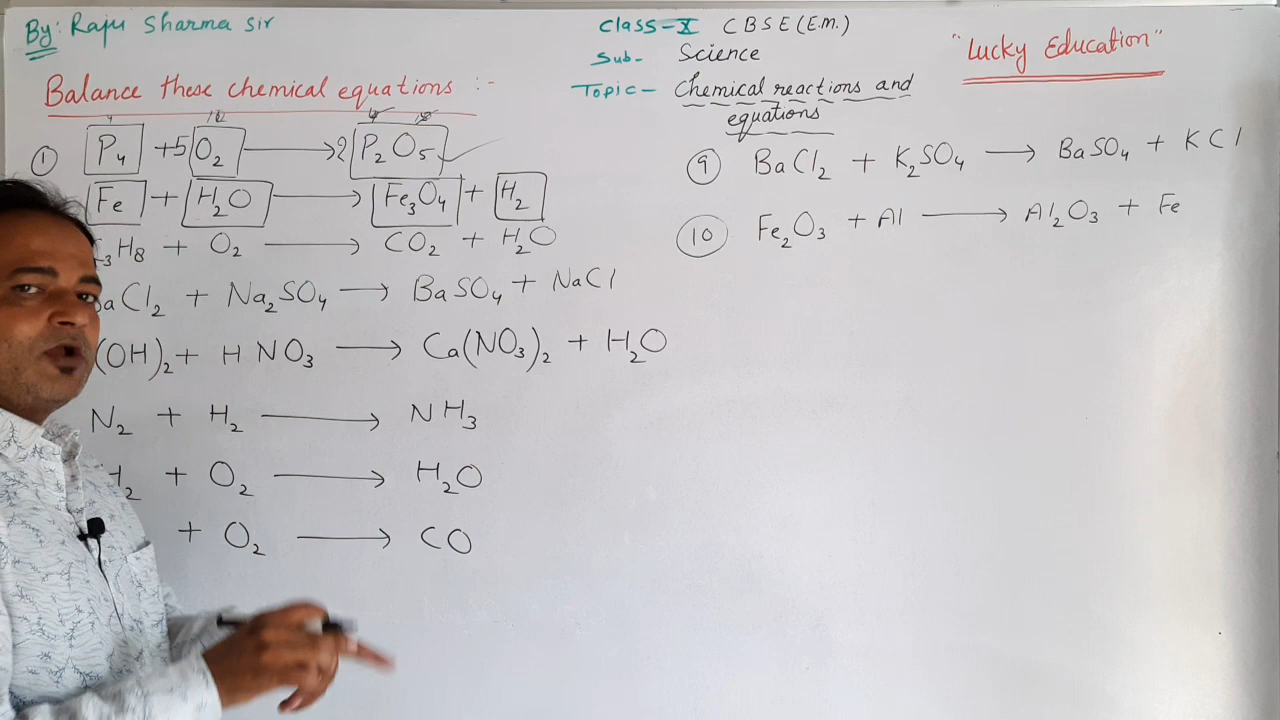 By: Raju Sharma Sir
Class-X CBSE (E.m.)
Sub- Science
Topic- Chemical reactions and
equations
"Lucky Education"
Balance these chemical equations :-
① P₄ + 5 O₂ → 2 P₂O₅ ✓
Fe + H₂O → Fe₃O₄ + H₂
₃H₈ + O₂ → CO₂ + H₂O
BaCl₂ + Na₂SO₄ → BaSO₄ + NaCl
(OH)₂ + HNO₃ → Ca(NO₃)₂ + H₂O
N₂ + H₂ → NH₃
H₂ + O₂ → H₂O
+ O₂ → CO
⑨ BaCl₂ + K₂SO₄ → BaSO₄ + KCl
⑩ Fe₂O₃ + Al → Al₂O₃ + Fe